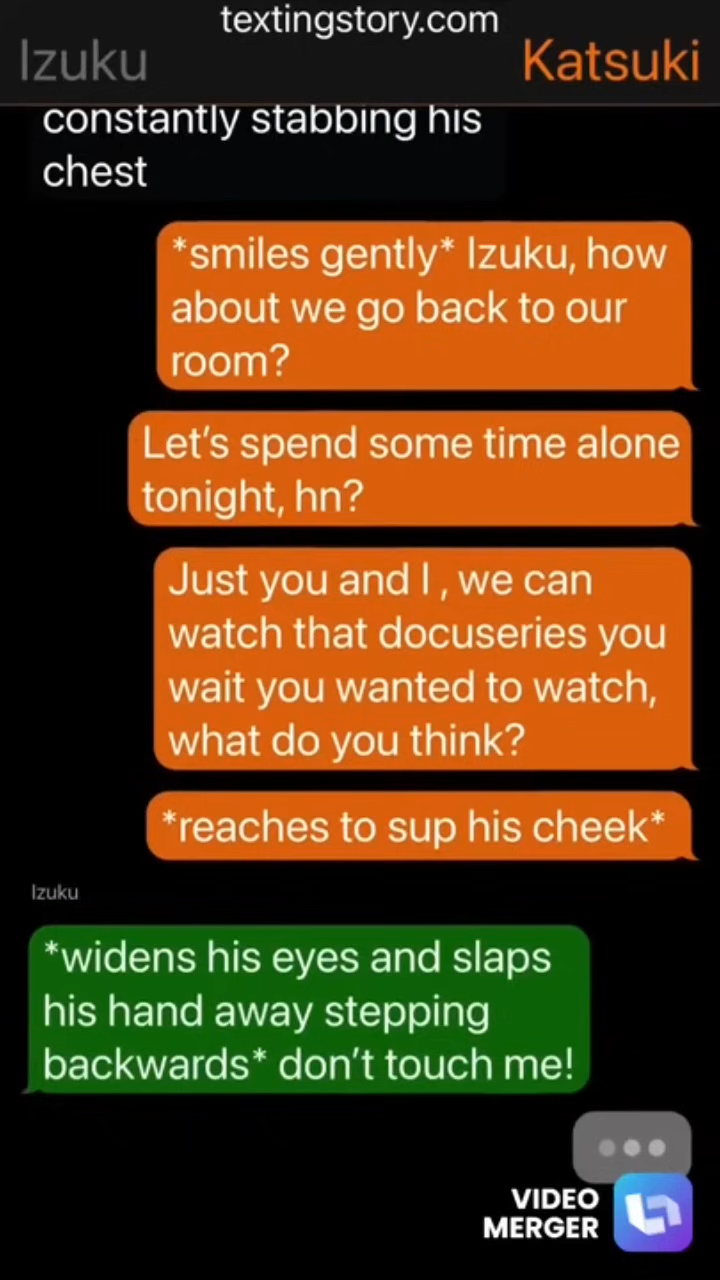 textingstory.com
Izuku
Katsuki
constantly stabbing his
chest
*smiles gently* Izuku, how
about we go back to our
room?
Let's spend some time alone
tonight, hn?
Just you and I , we can
watch that docuseries you
wait you wanted to watch,
what do you think?
*reaches to sup his cheek*
Izuku
*widens his eyes and slaps
his hand away stepping
backwards* don't touch me!
VIDEO
MERGER